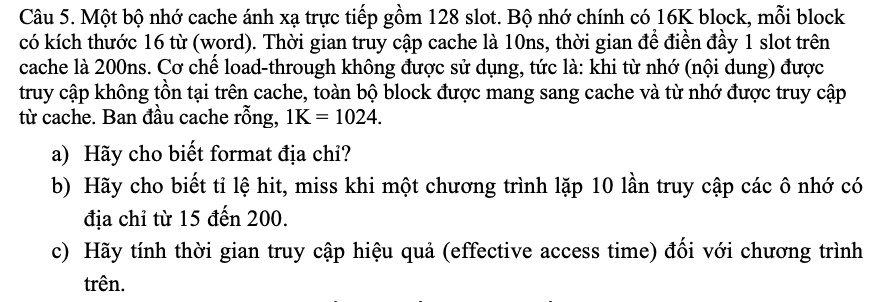 Câu 5. Một bộ nhớ cache ánh xạ trực tiếp gồm 128 slot. Bộ nhớ chính có 16K block, mỗi block
có kích thước 16 từ (word). Thời gian truy cập cache là 10ns, thời gian để điền đầy 1 slot trên
cache là 200ns. Cơ chế load-through không được sử dụng, tức là: khi từ nhớ (nội dung) được
truy cập không tồn tại trên cache, toàn bộ block được mang sang cache và từ nhớ được truy cập
từ cache. Ban đầu cache rỗng, 1K = 1024.
a) Hãy cho biết format địa chỉ?
b) Hãy cho biết tỉ lệ hit, miss khi một chương trình lặp 10 lần truy cập các ô nhớ có
địa chỉ từ 15 đến 200.
c) Hãy tính thời gian truy cập hiệu quả (effective access time) đối với chương trình
trên.